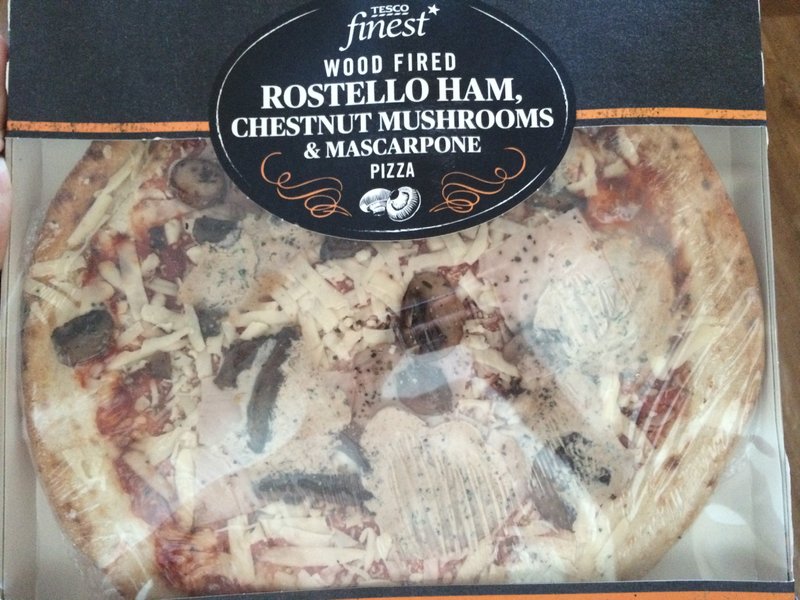 TESCO
finest*
WOOD FIRED
ROSTELLO HAM,
CHESTNUT MUSHROOMS
& MASCARPONE
PIZZA